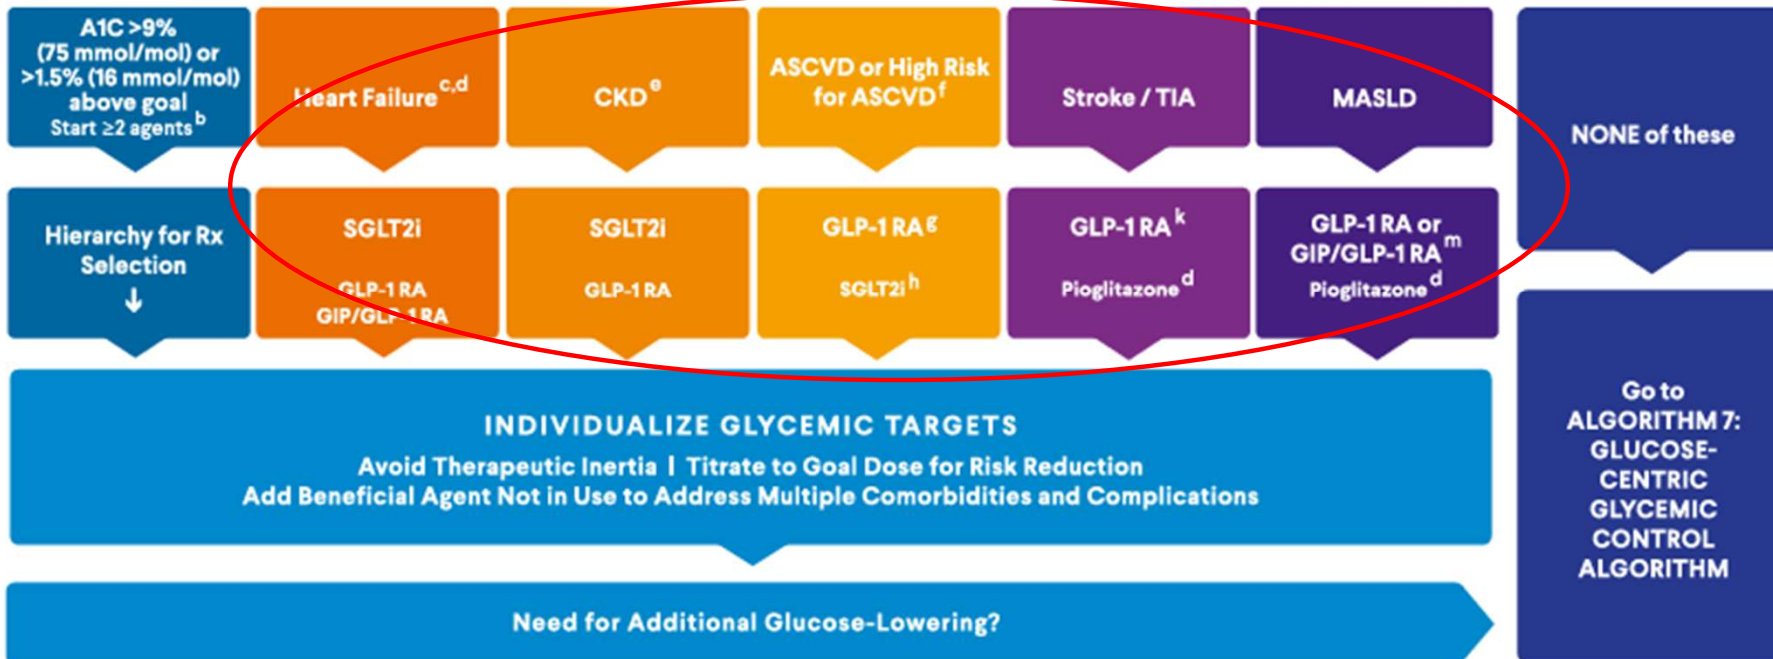 A1C >9%
(75 mmol/mol) or
>1.5% (16 mmol/mol)
above goal
Start ≥2 agents b
Heart Failure c,d
CKD e
ASCVD or High Risk
for ASCVD f
Stroke / TIA
MASLD
NONE of these
Hierarchy for Rx
Selection
↓
SGLT2i
GLP-1 RA
GIP/GLP-1 RA
SGLT2i
GLP-1 RA
GLP-1 RA g
SGLT2i h
GLP-1 RA k
Pioglitazone d
GLP-1 RA or
GIP/GLP-1 RA m
Pioglitazone d
INDIVIDUALIZE GLYCEMIC TARGETS
Avoid Therapeutic Inertia | Titrate to Goal Dose for Risk Reduction
Add Beneficial Agent Not in Use to Address Multiple Comorbidities and Complications
Need for Additional Glucose-Lowering?
Go to
ALGORITHM 7:
GLUCOSE-
CENTRIC
GLYCEMIC
CONTROL
ALGORITHM